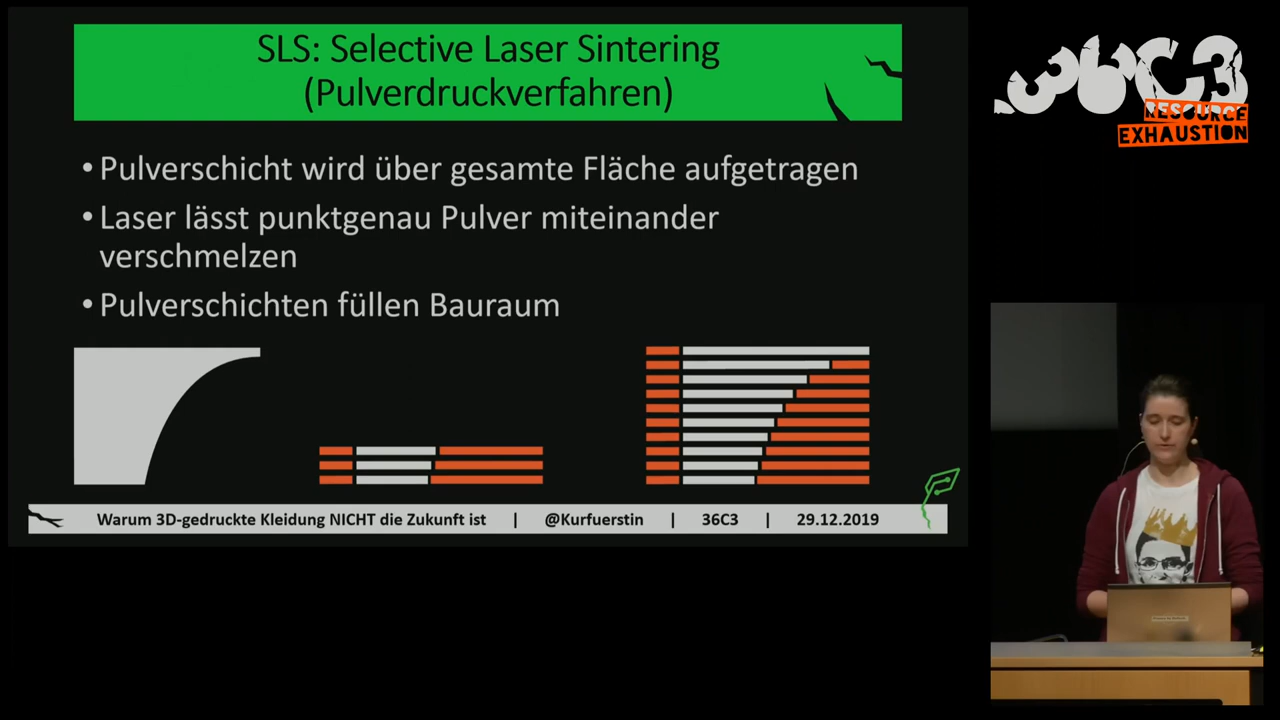 SLS: Selective Laser Sintering
(Pulverdruckverfahren)
• Pulverschicht wird über gesamte Fläche aufgetragen
• Laser lässt punktgenau Pulver miteinander
verschmelzen
• Pulverschichten füllen Bauraum
Warum 3D-gedruckte Kleidung NICHT die Zukunft ist | @Kurfuerstin | 36C3 | 29.12.2019
36C3
RESOURCE
EXHAUSTION